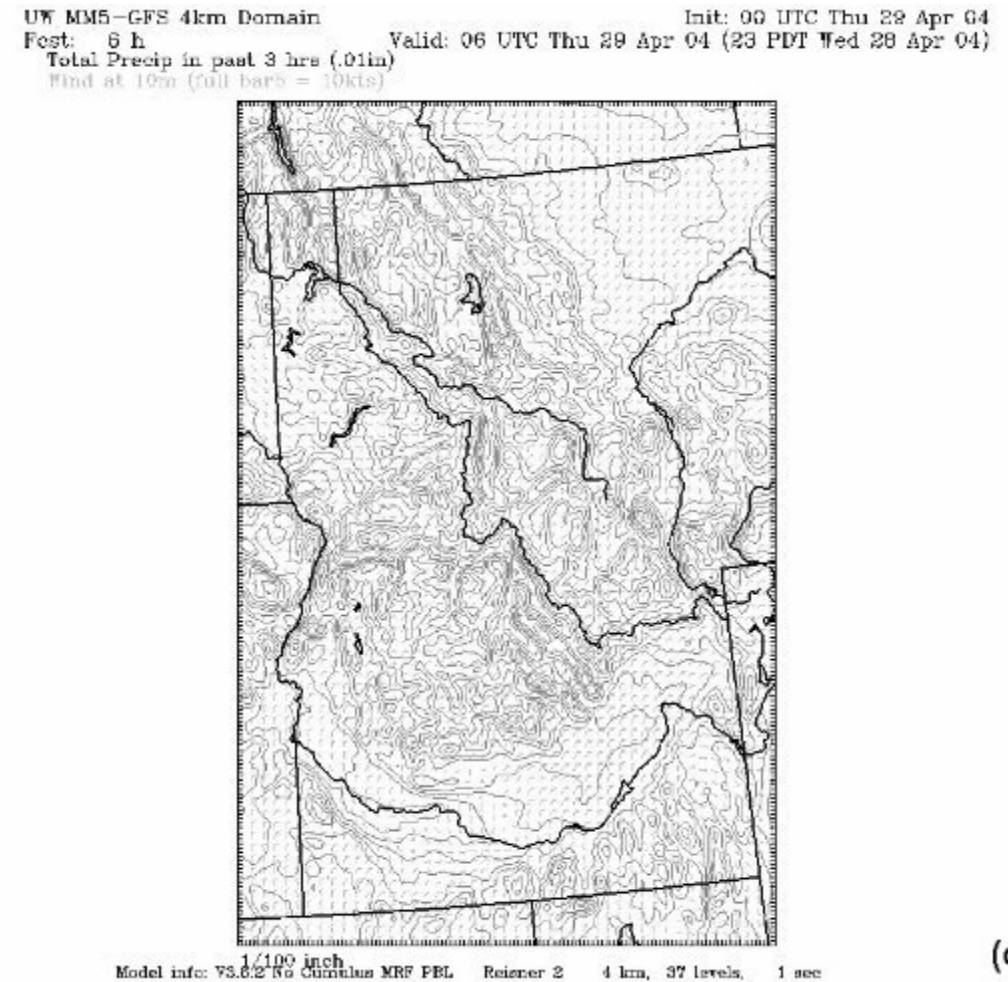 UW MM5-GFS 4km Domain Init: 00 UTC Thu 29 Apr 04
Fcst: 6 h Valid: 06 UTC Thu 29 Apr 04 (23 PDT Wed 28 Apr 04)
Total Precip in past 3 hrs (.01in)
Wind at 10m (full barb = 10kts)
1/100 inch
Model info: V3.6.2 No Cumulus MRF PBL Reisner 2 4 km, 37 levels, 1 sec